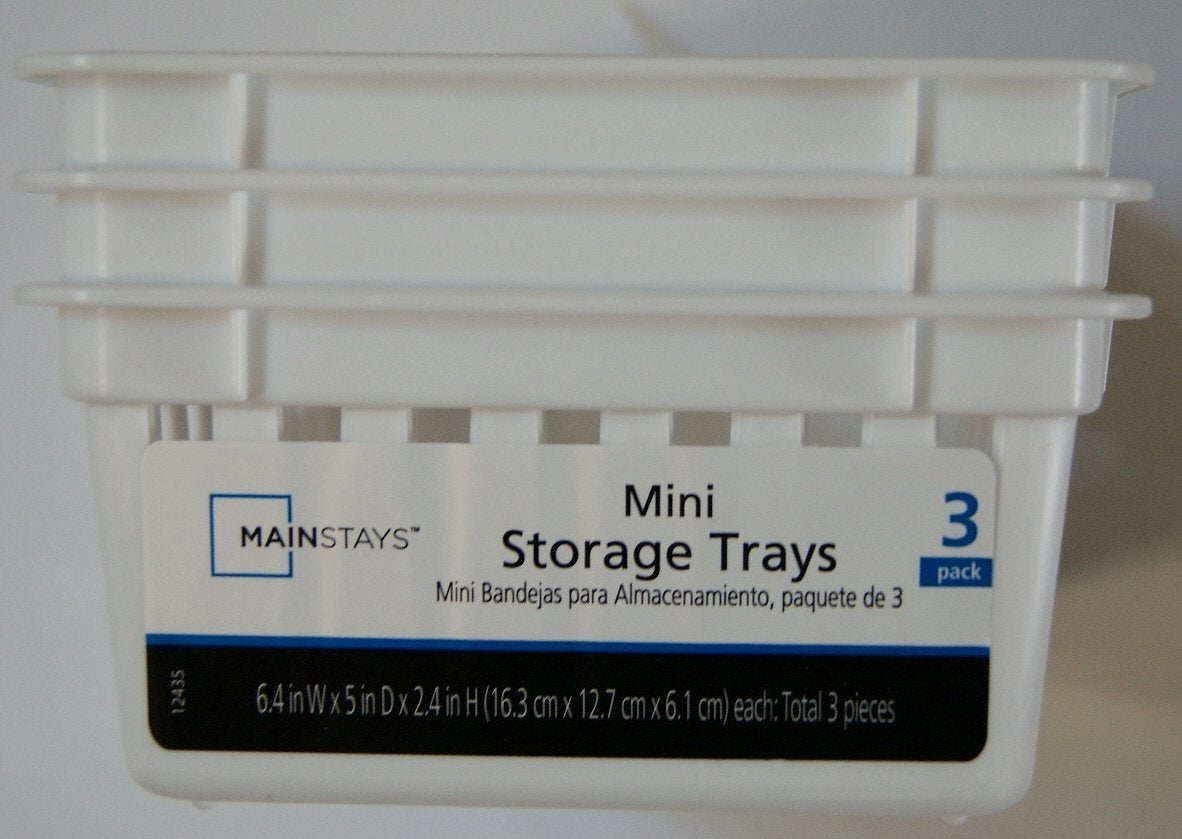 MAINSTAYS™
Mini
Storage Trays
Mini Bandejas para Almacenamiento, paquete de 3
3
pack
12435
6.4 in W x 5 in D x 2.4 in H (16.3 cm x 12.7 cm x 6.1 cm) each: Total 3 pieces